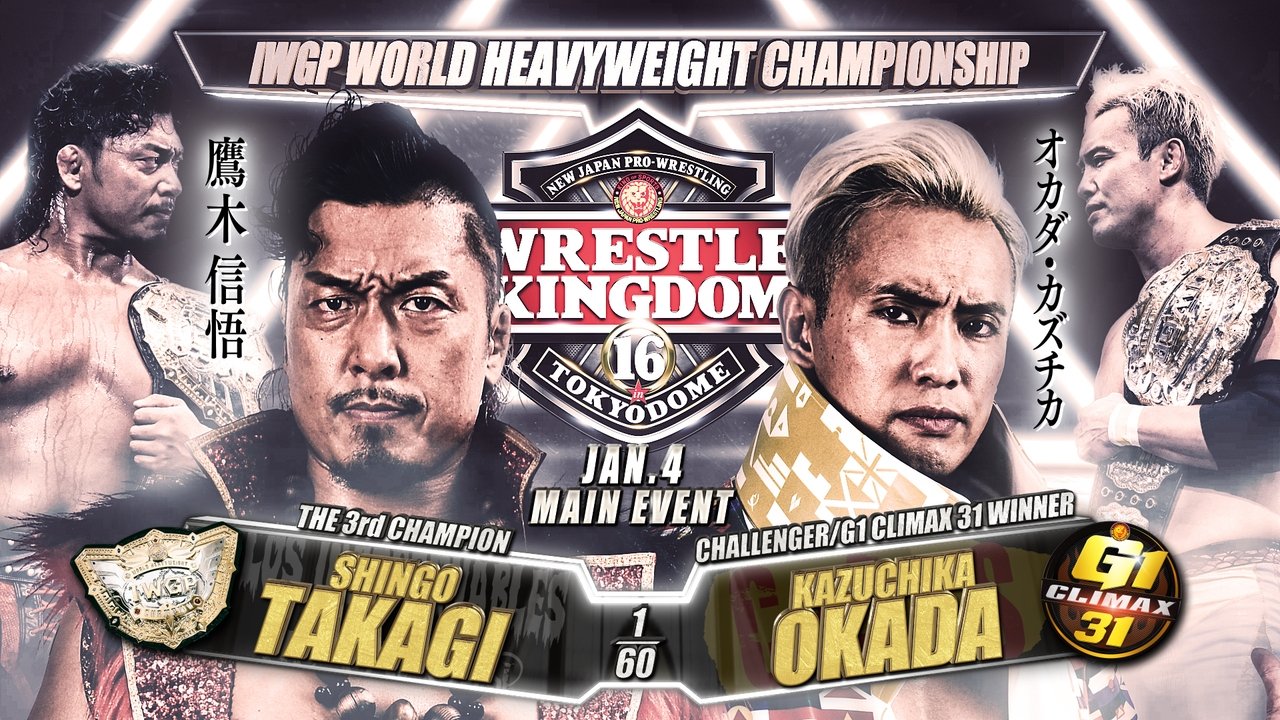 IWGP WORLD HEAVYWEIGHT CHAMPIONSHIP
鷹木 信悟
オカダ・カズチカ
NEW JAPAN PRO-WRESTLING
WRESTLE
KINGDOM
16
in
TOKYODOME
JAN.4
MAIN EVENT
THE 3rd CHAMPION
SHINGO
TAKAGI
IWGP
1
60
CHALLENGER/G1 CLIMAX 31 WINNER
KAZUCHIKA
OKADA
G1
CLIMAX
31